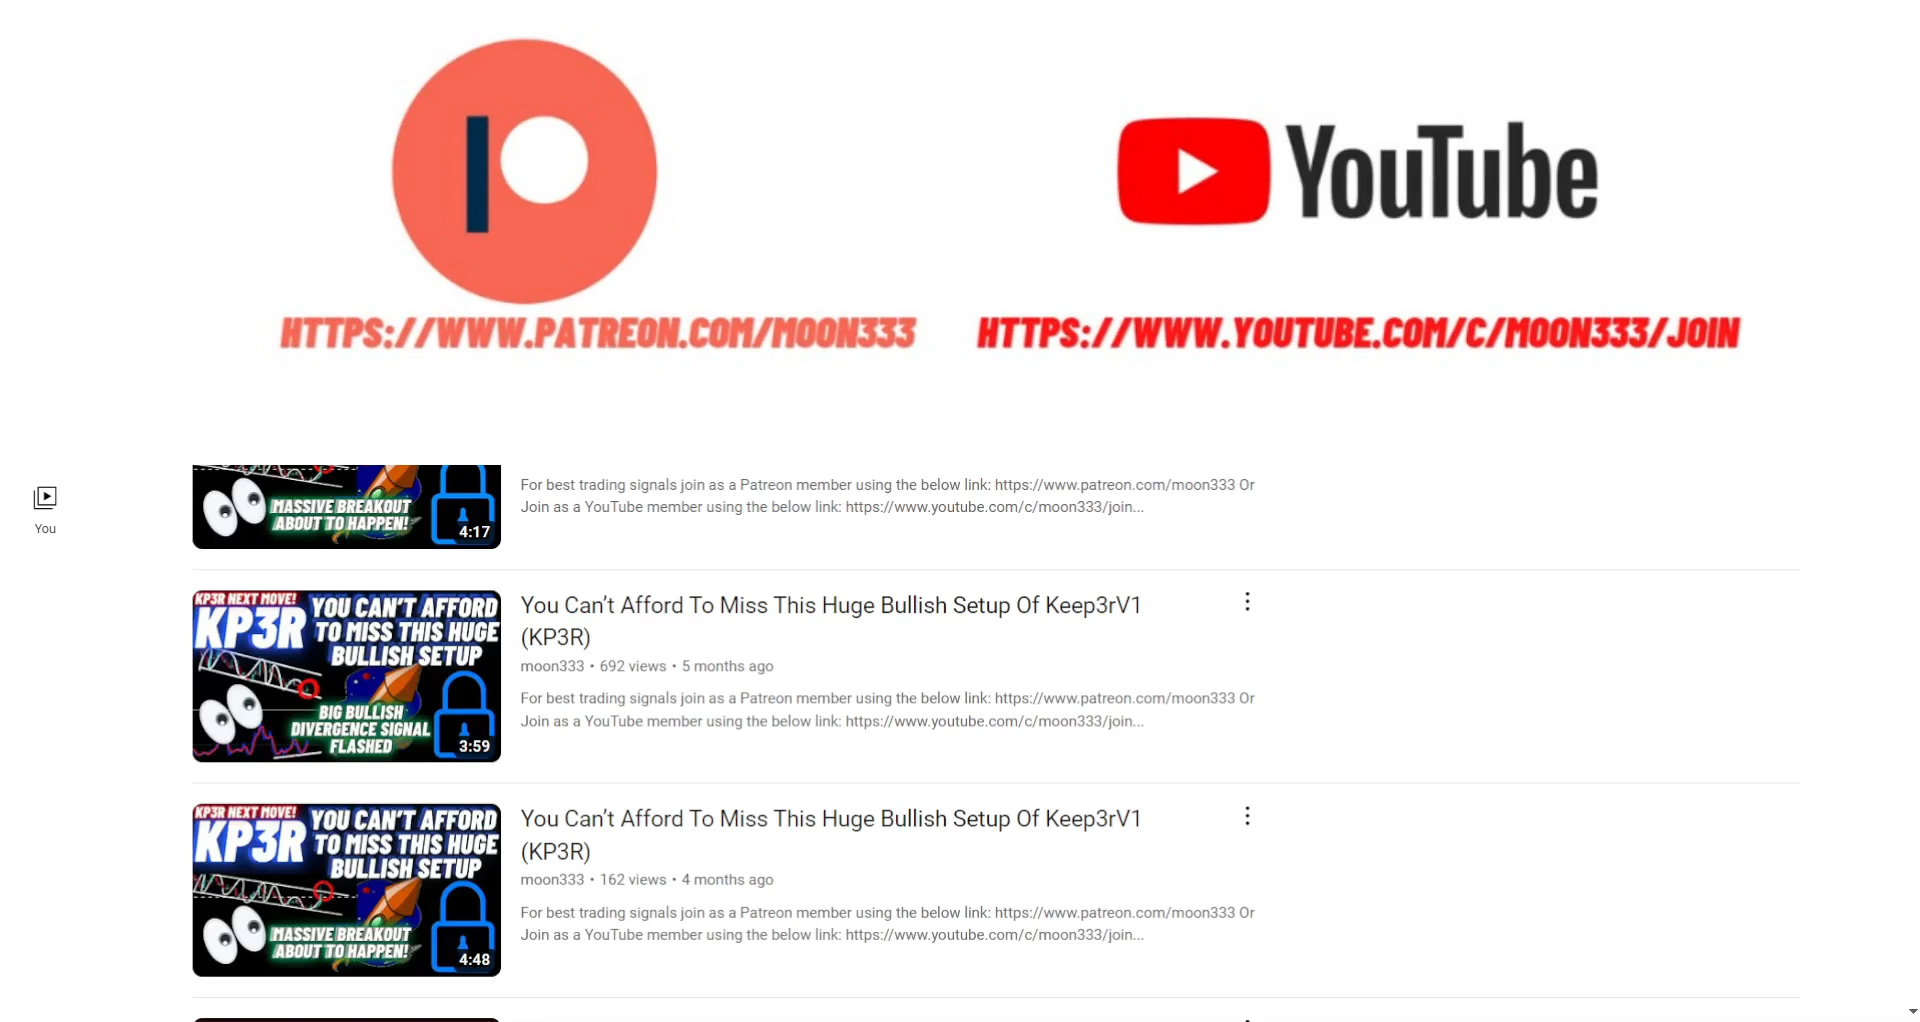 YouTube
HTTPS://WWW.PATREON.COM/MOON333
HTTPS://WWW.YOUTUBE.COM/C/MOON333/JOIN
You
MASSIVE BREAKOUT
ABOUT TO HAPPEN!
4:17
For best trading signals join as a Patreon member using the below link: https://www.patreon.com/moon333 Or
Join as a YouTube member using the below link: https://www.youtube.com/c/moon333/join...
KP3R NEXT MOVE!
KP3R
YOU CAN'T AFFORD
TO MISS THIS HUGE
BULLISH SETUP
BIG BULLISH
DIVERGENCE SIGNAL
FLASHED
3:59
You Can’t Afford To Miss This Huge Bullish Setup Of Keep3rV1
(KP3R)
moon333 • 692 views • 5 months ago
For best trading signals join as a Patreon member using the below link: https://www.patreon.com/moon333 Or
Join as a YouTube member using the below link: https://www.youtube.com/c/moon333/join...
KP3R NEXT MOVE!
KP3R
YOU CAN'T AFFORD
TO MISS THIS HUGE
BULLISH SETUP
MASSIVE BREAKOUT
ABOUT TO HAPPEN!
4:48
You Can’t Afford To Miss This Huge Bullish Setup Of Keep3rV1
(KP3R)
moon333 • 162 views • 4 months ago
For best trading signals join as a Patreon member using the below link: https://www.patreon.com/moon333 Or
Join as a YouTube member using the below link: https://www.youtube.com/c/moon333/join...